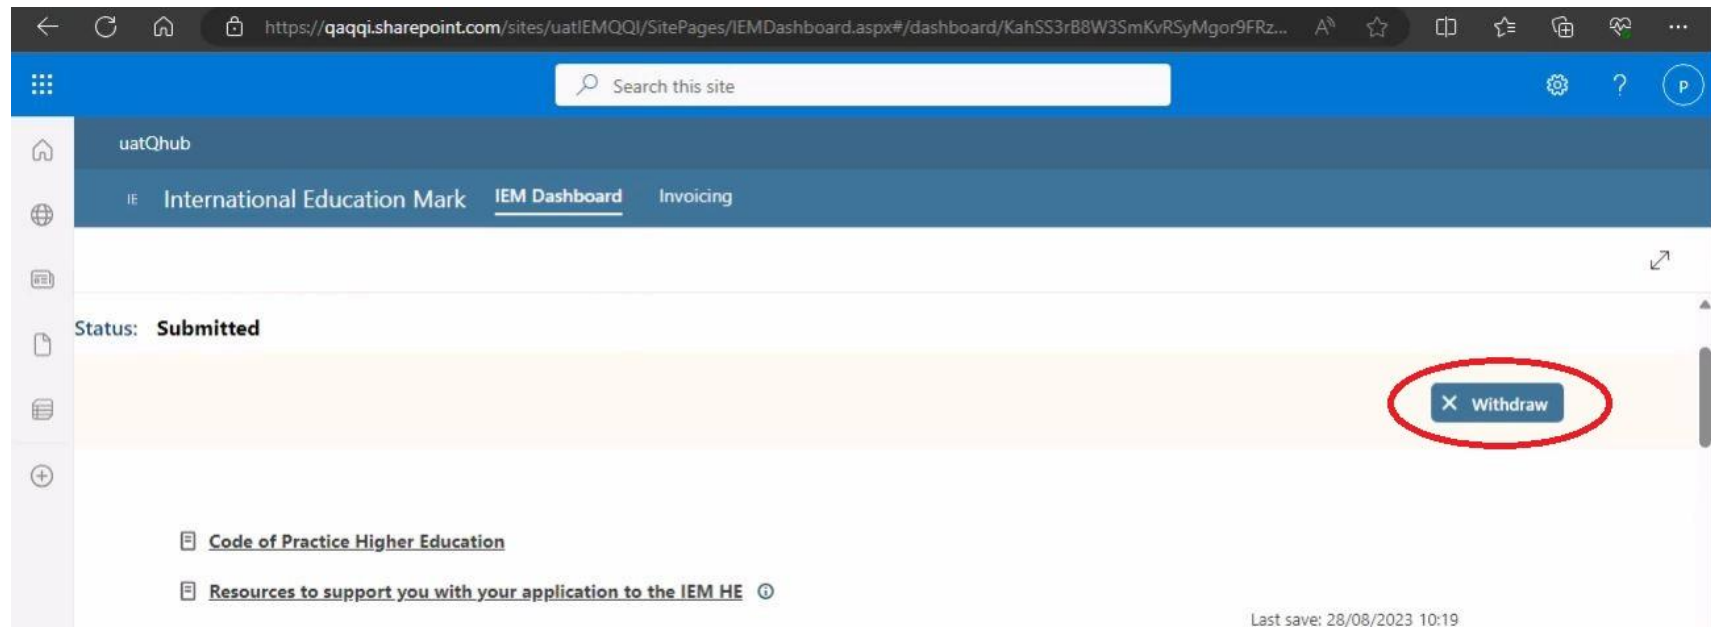 https://qaqqi.sharepoint.com/sites/uatIEMQQI/SitePages/IEMDashboard.aspx#/dashboard/KahSS3rB8W3SmKvRSyMgor9FRz...
Search this site
P
uatQhub
IE International Education Mark IEM Dashboard Invoicing
Status: Submitted
Withdraw
Code of Practice Higher Education
Resources to support you with your application to the IEM HE
Last save: 28/08/2023 10:19